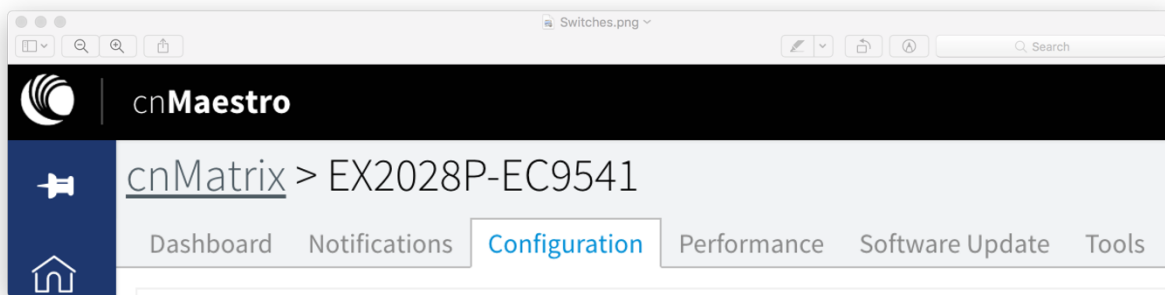 Switches.png
Search
cnMaestro
cnMatrix > EX2028P-EC9541
Dashboard Notifications Configuration Performance Software Update Tools